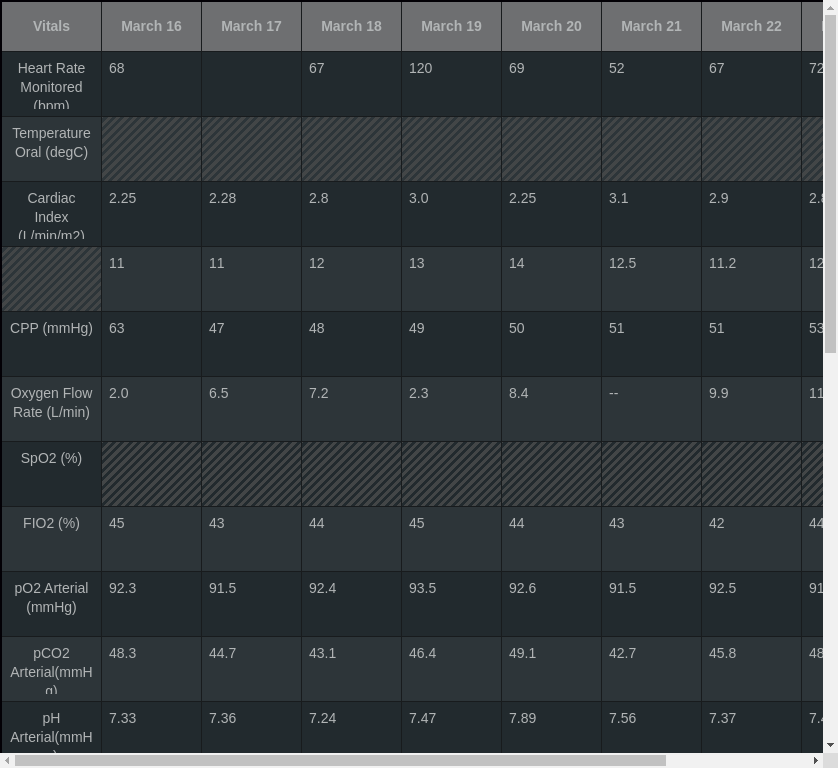 Vitals March 16 March 17 March 18 March 19 March 20 March 21 March 22
Heart Rate 68 67 120 69 52 67 72
Monitored
(bpm)
Temperature
Oral (degC)
Cardiac 2.25 2.28 2.8 3.0 2.25 3.1 2.9
Index
(L/min/m2)
11 11 12 13 14 12.5 11.2 12
CPP (mmHg) 63 47 48 49 50 51 51 53
Oxygen Flow 2.0 6.5 7.2 2.3 8.4 -- 9.9 11
Rate (L/min)
SpO2 (%)
FIO2 (%) 45 43 44 45 44 43 42 44
pO2 Arterial 92.3 91.5 92.4 93.5 92.6 91.5 92.5 91
(mmHg)
pCO2 48.3 44.7 43.1 46.4 49.1 42.7 45.8 48
Arterial(mmH
g)
pH 7.33 7.36 7.24 7.47 7.89 7.56 7.37
Arterial(mmH